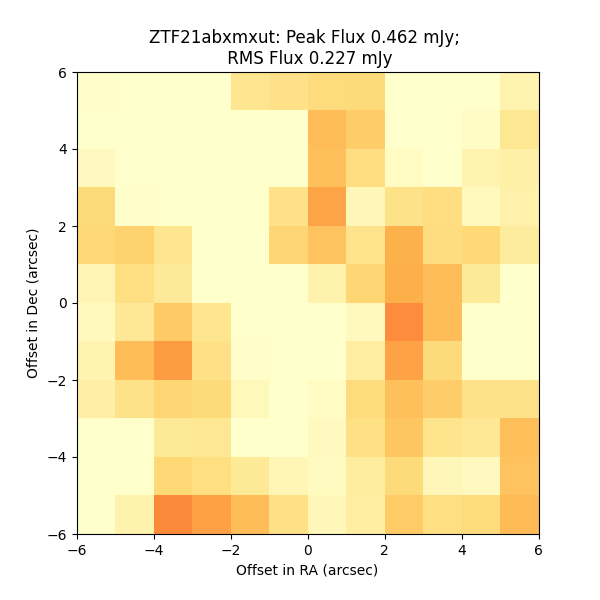 ZTF21abxmxut: Peak Flux 0.462 mJy;
RMS Flux 0.227 mJy
6
4
2
0
−2
−4
−6
Offset in Dec (arcsec)
−6 −4 −2 0 2 4 6
Offset in RA (arcsec)